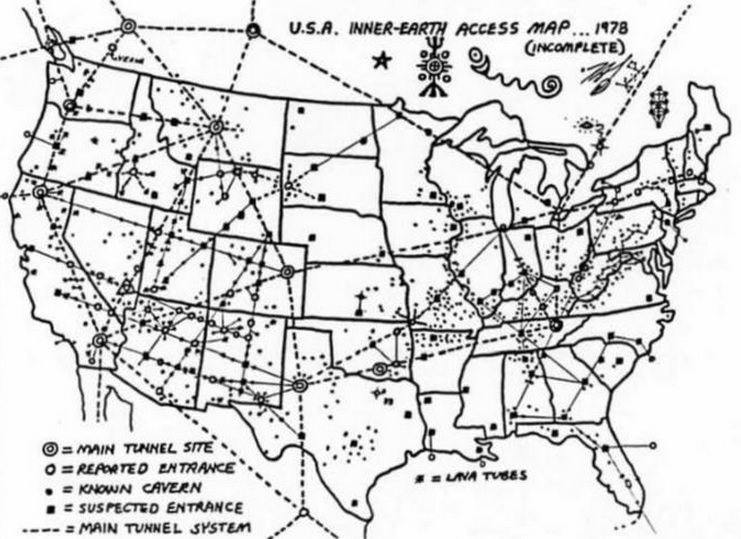 U.S.A. INNER-EARTH ACCESS MAP... 1978
(INCOMPLETE)
◎ = MAIN TUNNEL SITE
○ = REPORTED ENTRANCE
• = KNOWN CAVERN
■ = SUSPECTED ENTRANCE
---- = MAIN TUNNEL SYSTEM
# = LAVA TUBES